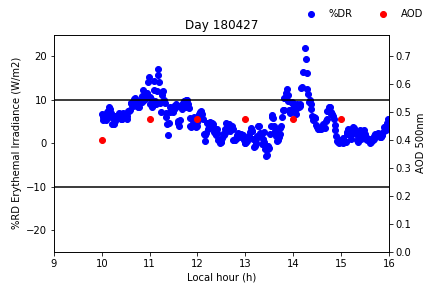 %DR AOD
Day 180427
%RD Erythemal Irradiance (W/m2)
20
10
0
−10
−20
9 10 11 12 13 14 15 16
Local hour (h)
0.7
0.6
0.5
0.4
0.3
0.2
0.1
0.0
AOD 500nm